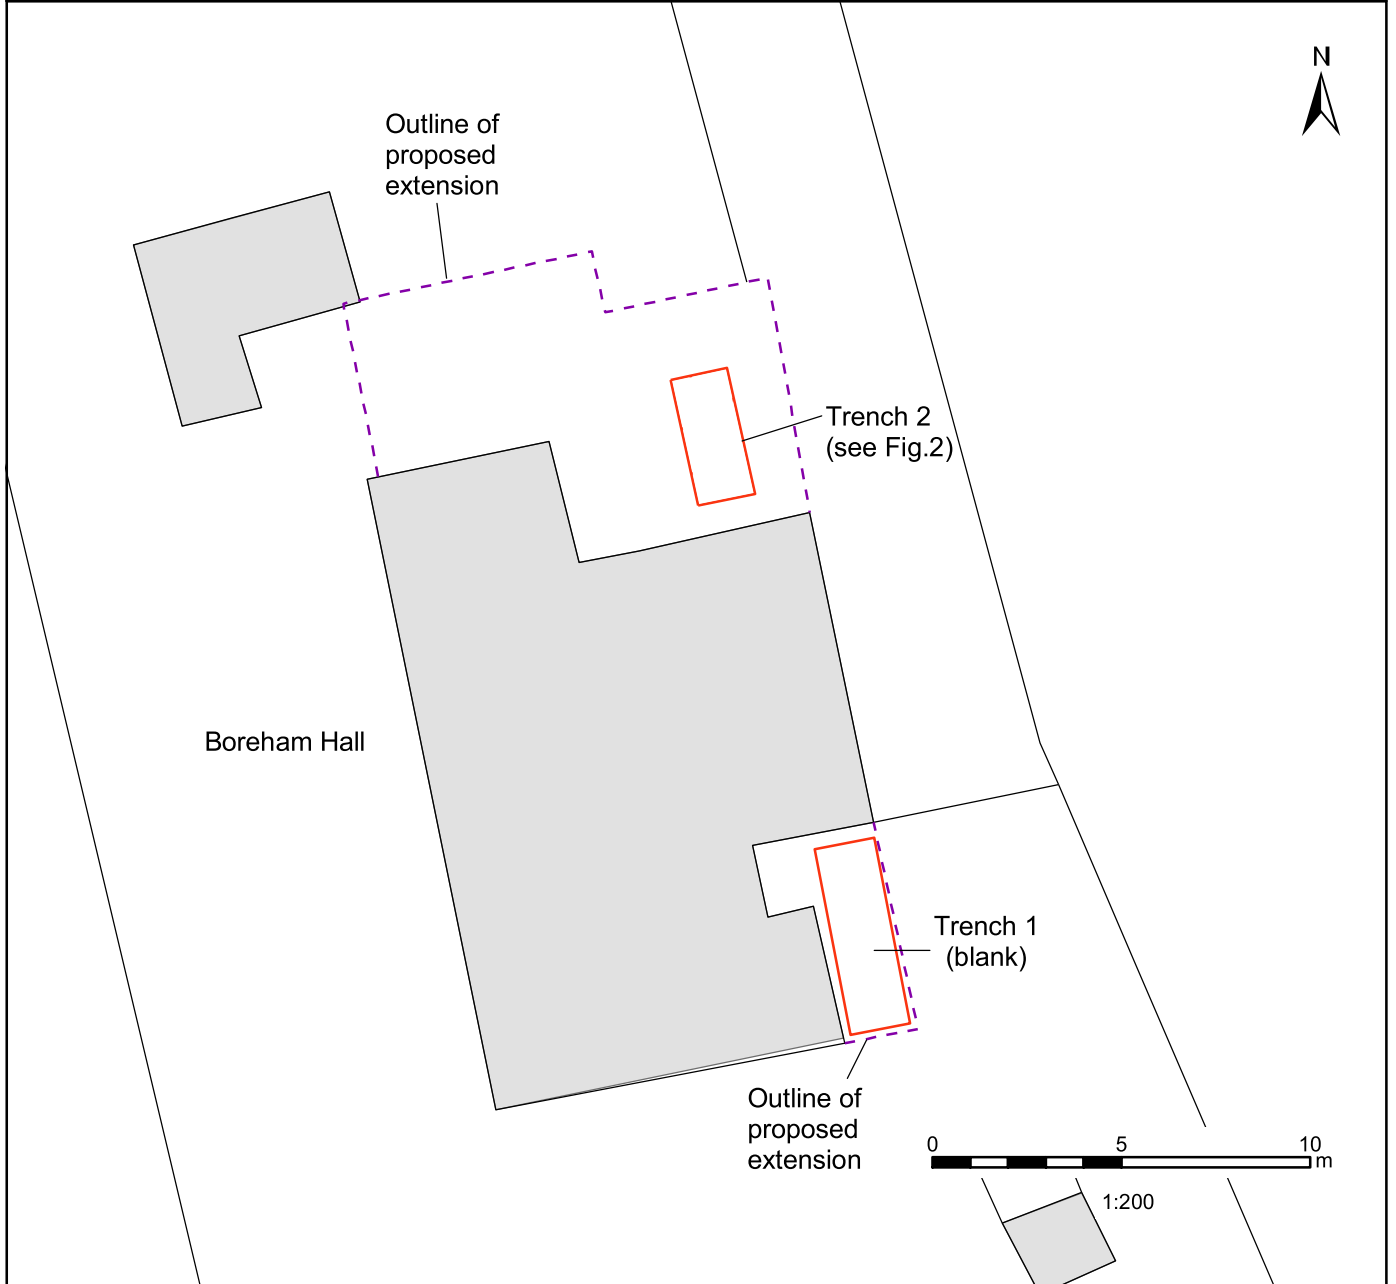 N
Outline of
proposed
extension
Trench 2
(see Fig.2)
Boreham Hall
Trench 1
(blank)
Outline of
proposed
extension
0 5 10
m
1:200